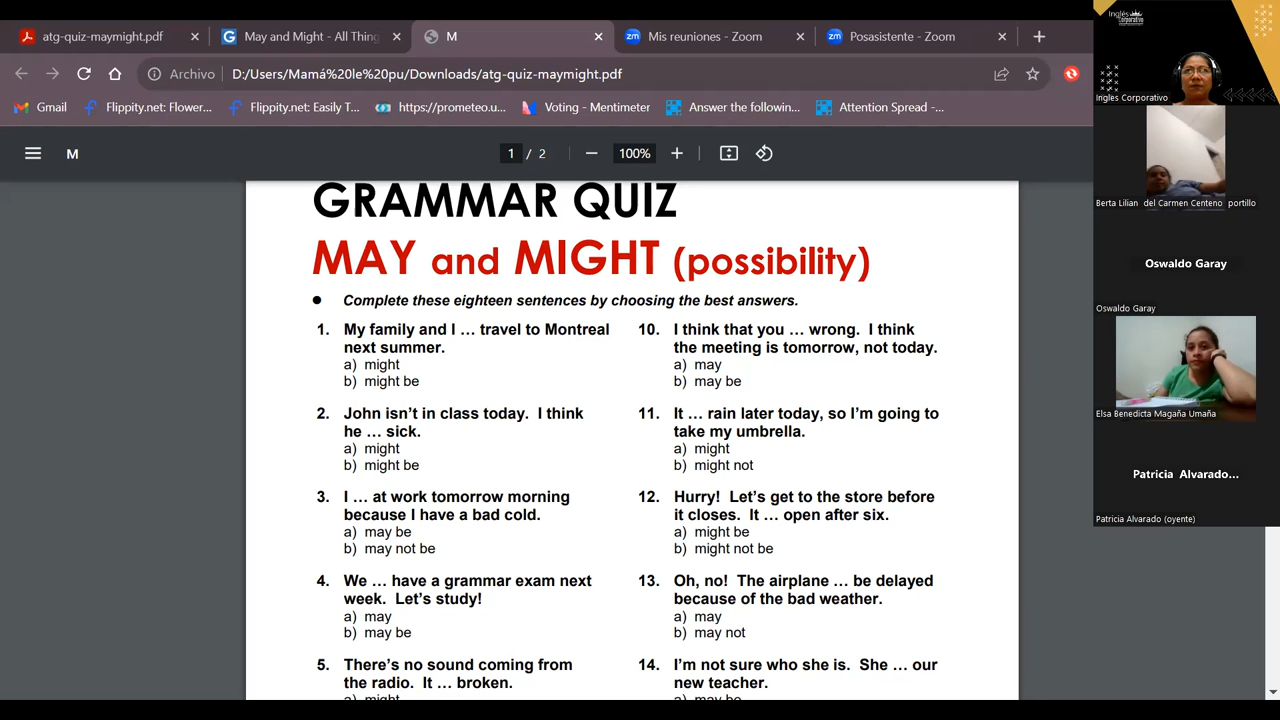 atg-quiz-maymight.pdf
May and Might - All Thing
M
Mis reuniones - Zoom
Posasistente - Zoom
Archivo
D:/Users/Mamá%20le%20pu/Downloads/atg-quiz-maymight.pdf
Gmail
Flippity.net: Flower...
Flippity.net: Easily T...
https://prometeo.u...
Voting - Mentimeter
Answer the followin...
Attention Spread -...
M
1 / 2
100%
GRAMMAR QUIZ
MAY and MIGHT (possibility)
Complete these eighteen sentences by choosing the best answers.
1. My family and I … travel to Montreal
next summer.
a) might
b) might be
2. John isn’t in class today. I think
he … sick.
a) might
b) might be
3. I … at work tomorrow morning
because I have a bad cold.
a) may be
b) may not be
4. We … have a grammar exam next
week. Let’s study!
a) may
b) may be
5. There’s no sound coming from
the radio. It … broken.
a) might
10. I think that you … wrong. I think
the meeting is tomorrow, not today.
a) may
b) may be
11. It … rain later today, so I’m going to
take my umbrella.
a) might
b) might not
12. Hurry! Let’s get to the store before
it closes. It … open after six.
a) might be
b) might not be
13. Oh, no! The airplane … be delayed
because of the bad weather.
a) may
b) may not
14. I’m not sure who she is. She … our
new teacher.
a) may be
Inglés
Corporativo
Ingles Corporativo
Berta Lilian del Carmen Centeno portillo
Oswaldo Garay
Oswaldo Garay
Elsa Benedicta Magaña Umaña
Patricia Alvarado...
Patricia Alvarado (oyente)